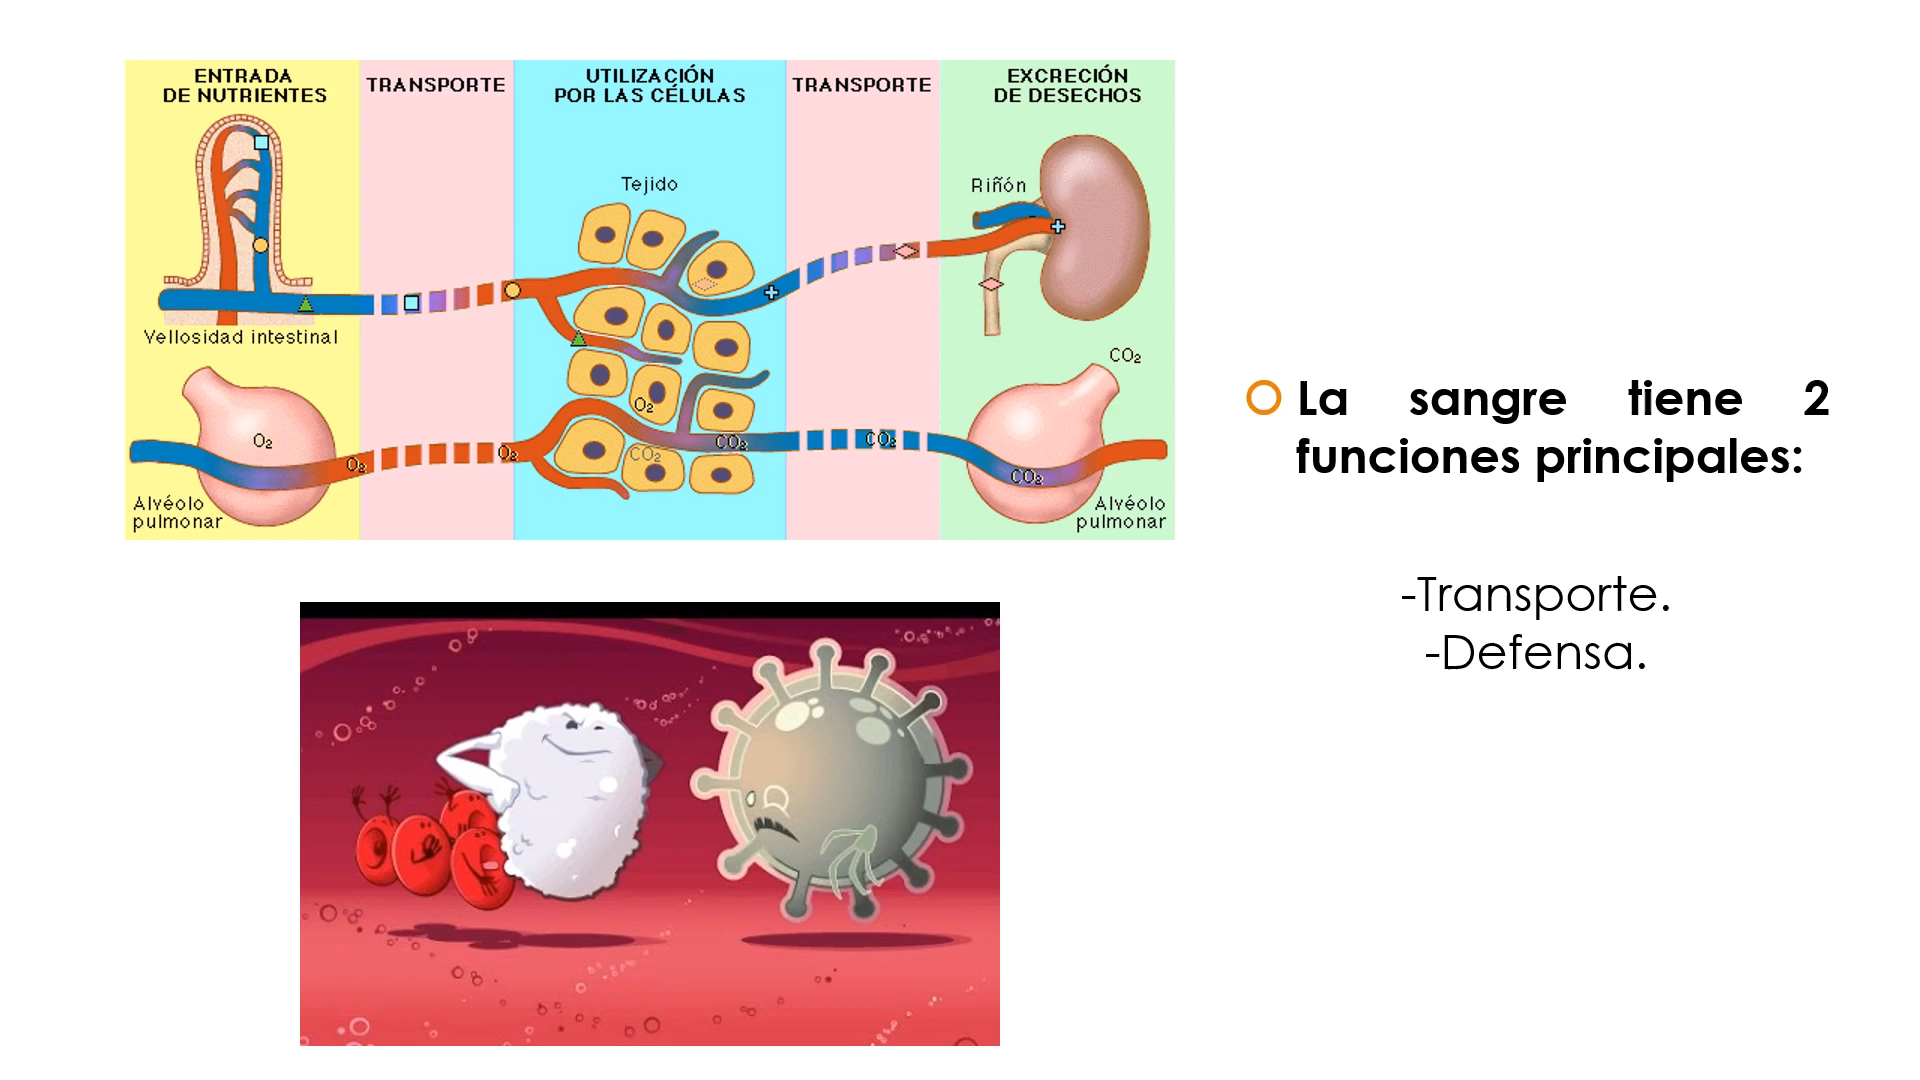 ENTRADA
DE NUTRIENTES
TRANSPORTE
UTILIZACIÓN
POR LAS CÉLULAS
TRANSPORTE
EXCRECIÓN
DE DESECHOS
Tejido
Riñón
Vellosidad intestinal
CO₂
O₂
O₂
O₂
O₂
CO₂
CO₂
CO₂
CO₂
Alvéolo
pulmonar
Alvéolo
pulmonar
La sangre tiene 2
funciones principales:
-Transporte.
-Defensa.